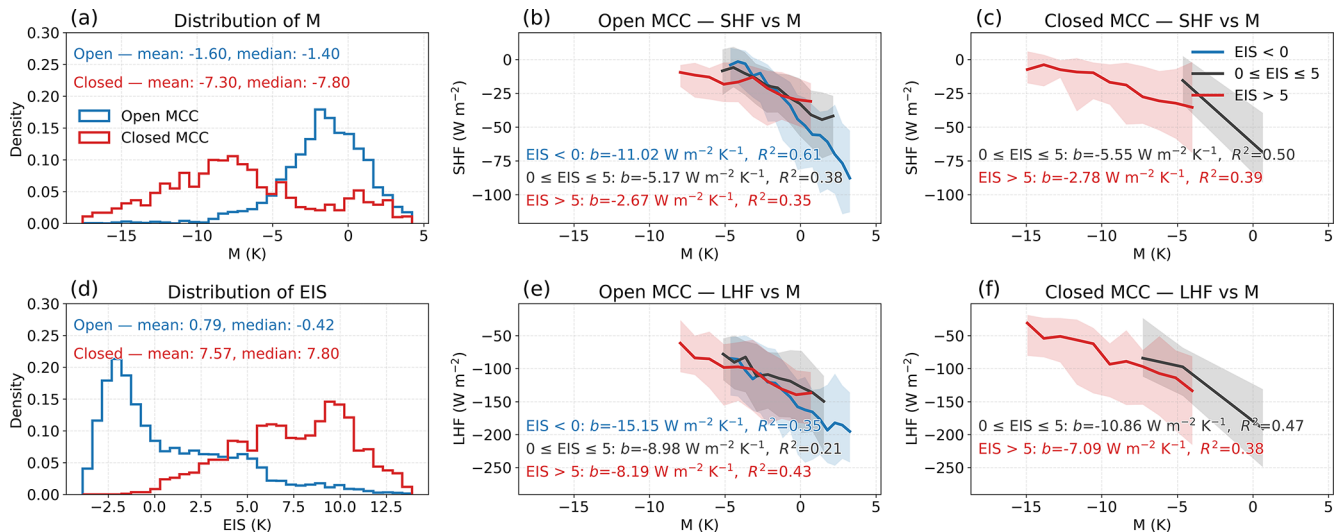 (a)
Distribution of M
Open — mean: -1.60, median: -1.40
Closed — mean: -7.30, median: -7.80
Open MCC
Closed MCC
Density
0.30
0.25
0.20
0.15
0.10
0.05
0.00
−15 −10 −5 0 5
M (K)
(b)
Open MCC — SHF vs M
SHF (W m⁻²)
0
−25
−50
−75
−100
EIS < 0: b=-11.02 W m⁻² K⁻¹, R²=0.61
0 ≤ EIS ≤ 5: b=-5.17 W m⁻² K⁻¹, R²=0.38
EIS > 5: b=-2.67 W m⁻² K⁻¹, R²=0.35
−15 −10 −5 0 5
M (K)
(c)
Closed MCC — SHF vs M
EIS < 0
0 ≤ EIS ≤ 5
EIS > 5
SHF (W m⁻²)
0
−25
−50
−75
−100
0 ≤ EIS ≤ 5: b=-5.55 W m⁻² K⁻¹, R²=0.50
EIS > 5: b=-2.78 W m⁻² K⁻¹, R²=0.39
−15 −10 −5 0 5
M (K)
(d)
Distribution of EIS
Open — mean: 0.79, median: -0.42
Closed — mean: 7.57, median: 7.80
Density
0.30
0.25
0.20
0.15
0.10
0.05
0.00
−2.5 0.0 2.5 5.0 7.5 10.0 12.5
EIS (K)
(e)
Open MCC — LHF vs M
LHF (W m⁻²)
−50
−100
−150
−200
−250
EIS < 0: b=-15.15 W m⁻² K⁻¹, R²=0.35
0 ≤ EIS ≤ 5: b=-8.98 W m⁻² K⁻¹, R²=0.21
EIS > 5: b=-8.19 W m⁻² K⁻¹, R²=0.43
−15 −10 −5 0 5
M (K)
(f)
Closed MCC — LHF vs M
LHF (W m⁻²)
−50
−100
−150
−200
−250
0 ≤ EIS ≤ 5: b=-10.86 W m⁻² K⁻¹, R²=0.47
EIS > 5: b=-7.09 W m⁻² K⁻¹, R²=0.38
−15 −10 −5 0 5
M (K)